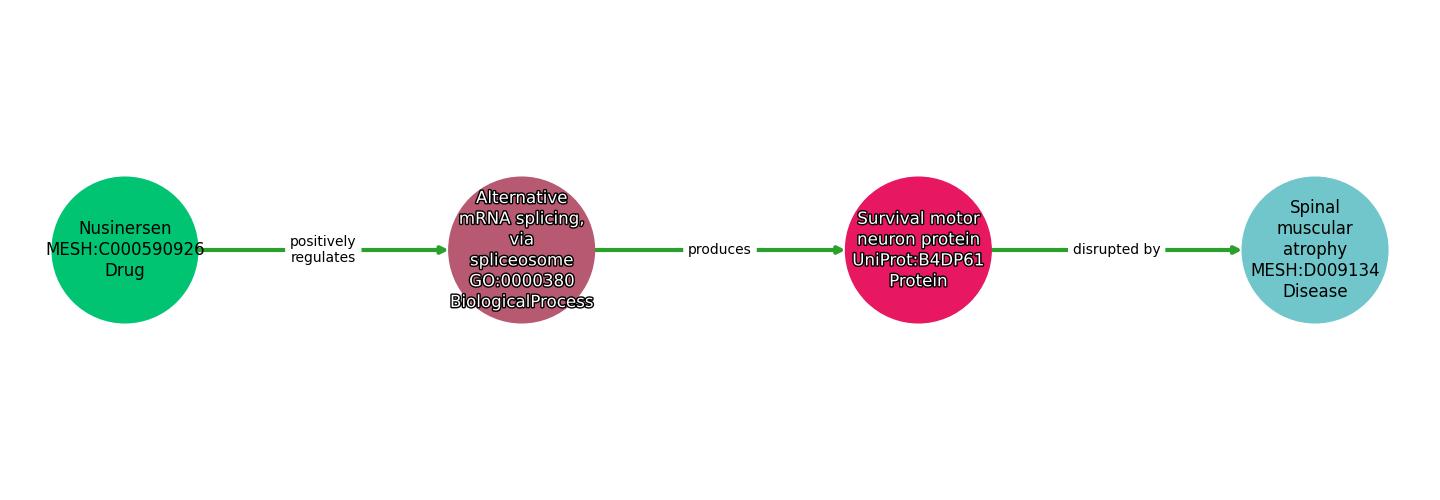 Nusinersen
MESH:C000590926
Drug
positively
regulates
Alternative
mRNA splicing,
via
spliceosome
GO:0000380
BiologicalProcess
produces
Survival motor
neuron protein
UniProt:B4DP61
Protein
disrupted by
Spinal
muscular
atrophy
MESH:D009134
Disease